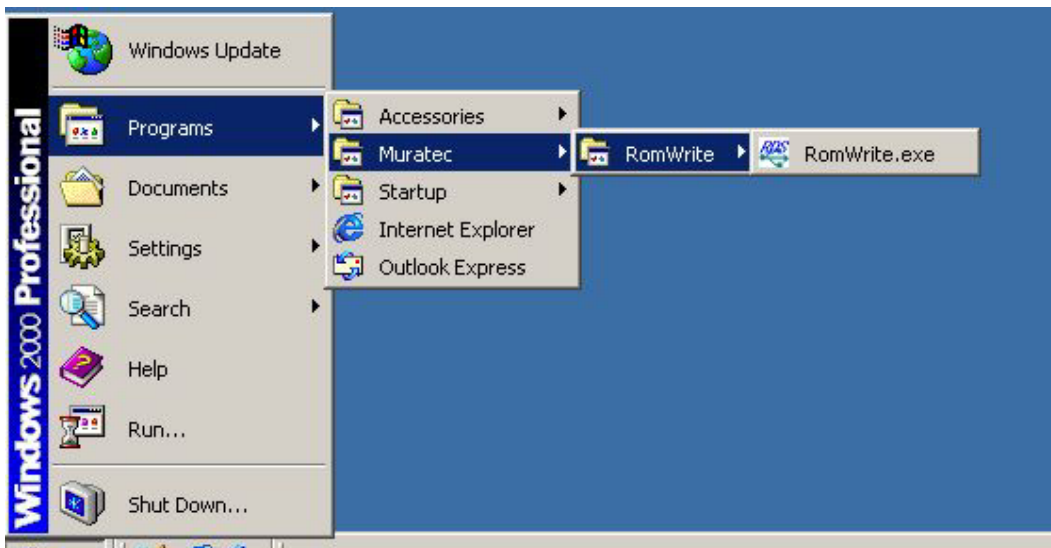 Windows 2000 Professional
Windows Update
Programs
Documents
Settings
Search
Help
Run...
Shut Down...
Accessories
Muratec
Startup
Internet Explorer
Outlook Express
RomWrite
RomWrite.exe